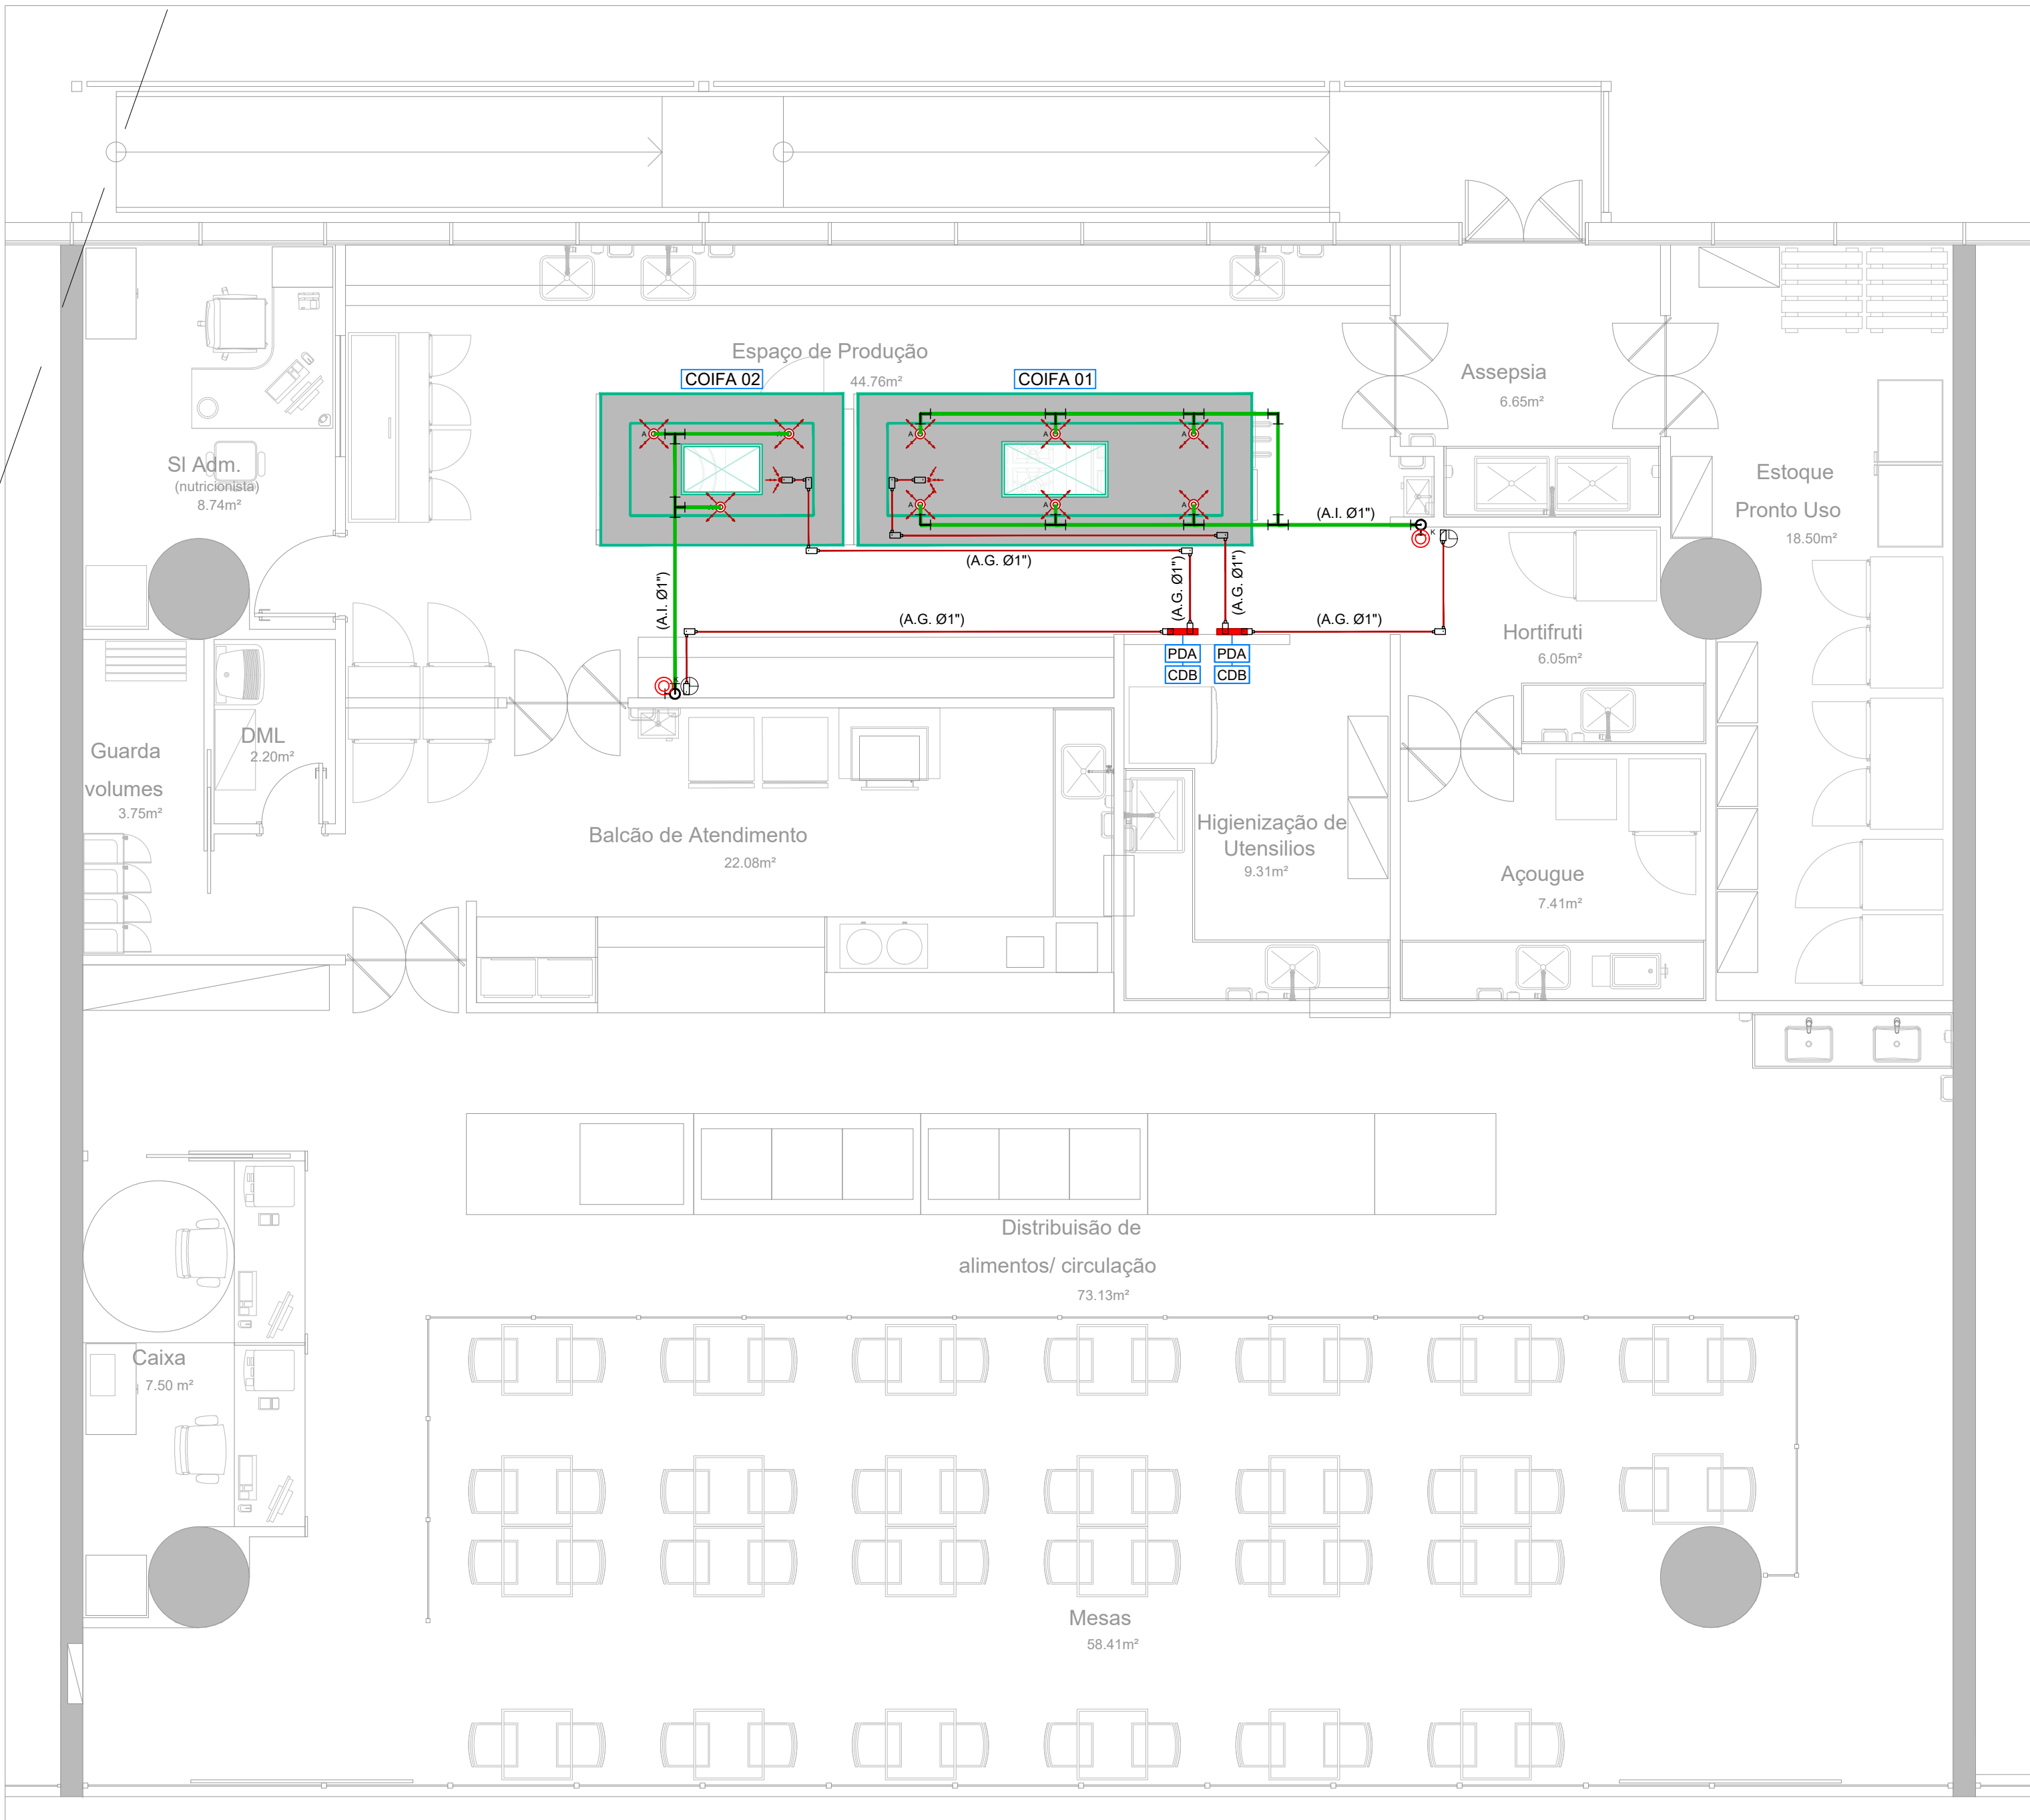 Espaço de Produção
44.76m²
COIFA 02
COIFA 01
Assepsia
6.65m²
SI Adm.
(nutricionista)
8.74m²
Estoque
Pronto Uso
18.50m²
A
A
A
A
A
A
A
A
A
(A.I. Ø1")
K
(A.G. Ø1")
(A.G. Ø1")
(A.G. Ø1")
(A.I. Ø1")
(A.G. Ø1")
(A.G. Ø1")
Hortifruti
6.05m²
PDA
PDA
CDB
CDB
K
DML
2.20m²
Guarda
volumes
3.75m²
Balcão de Atendimento
22.08m²
Higienização de
Utensilios
9.31m²
Açougue
7.41m²
Distribuisão de
alimentos/ circulação
73.13m²
Caixa
7.50 m²
Mesas
58.41m²